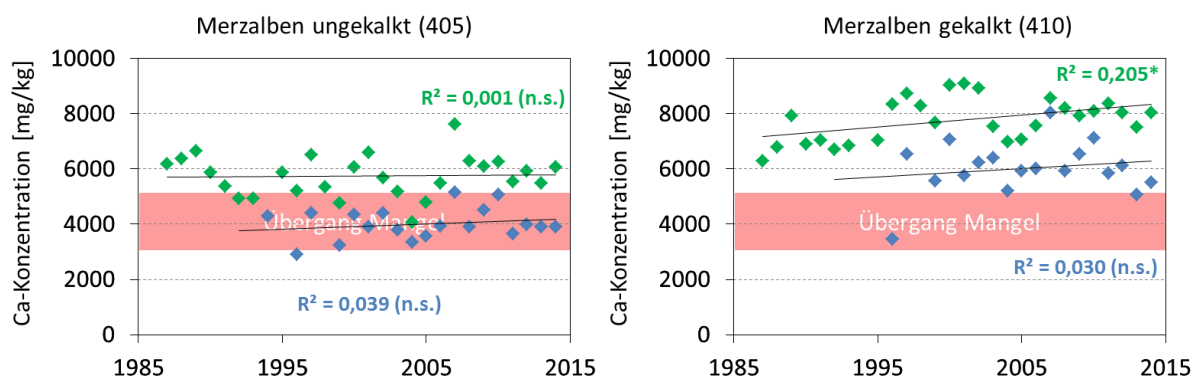 Merzalben ungekalkt (405)
Ca-Konzentration [mg/kg]
10000
8000
6000
4000
2000
0
R² = 0,001 (n.s.)
Übergang Mangel
R² = 0,039 (n.s.)
1985 1995 2005 2015
Merzalben gekalkt (410)
Ca-Konzentration [mg/kg]
10000
8000
6000
4000
2000
0
R² = 0,205*
Übergang Mangel
R² = 0,030 (n.s.)
1985 1995 2005 2015